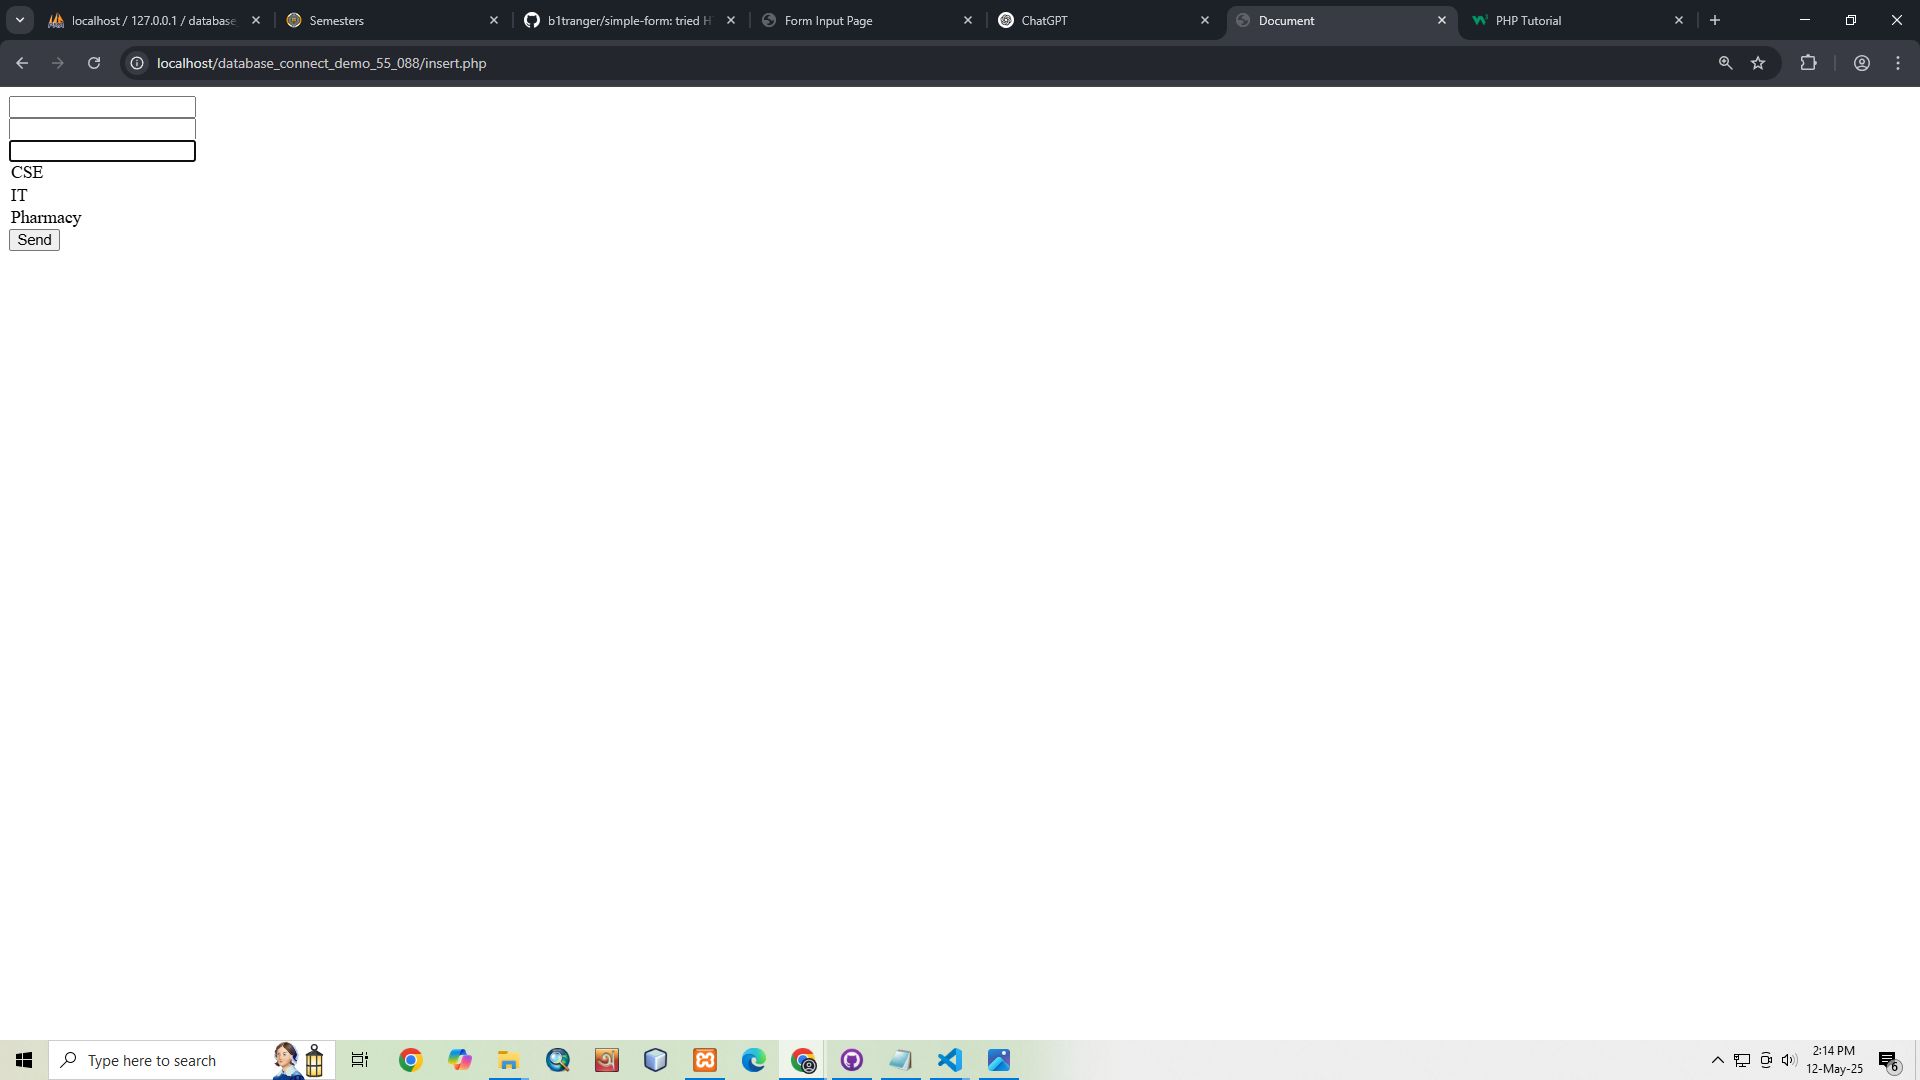 localhost / 127.0.0.1 / database
Semesters
b1tranger/simple-form: tried H
Form Input Page
ChatGPT
Document
PHP Tutorial
localhost/database_connect_demo_55_088/insert.php
CSE
IT
Pharmacy
Send
Type here to search
2:14 PM
12-May-25
6